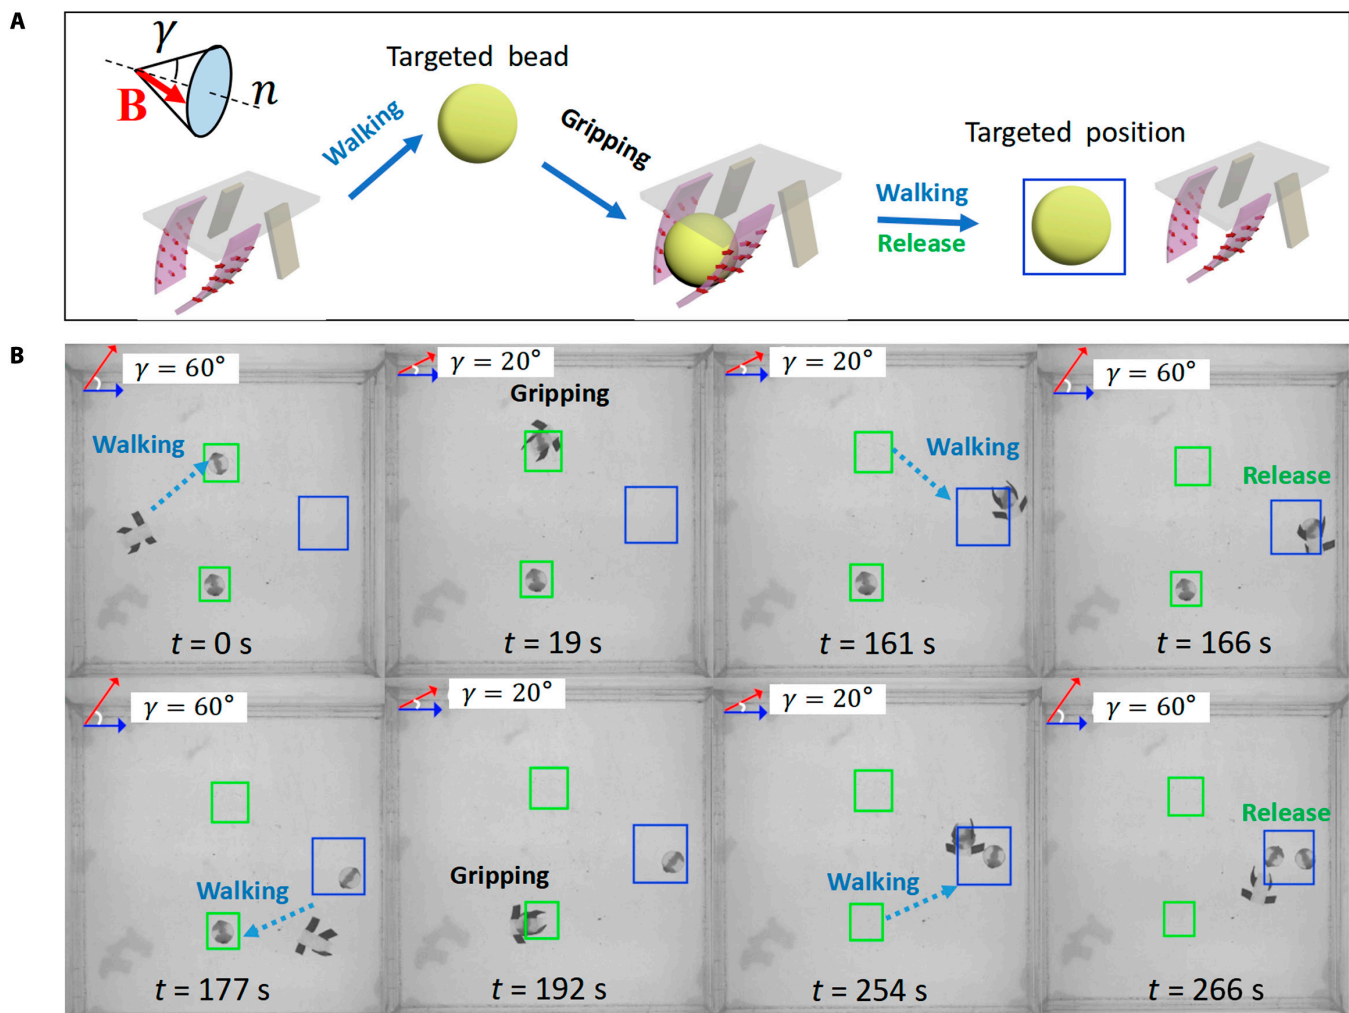 A
γ
B
n
Targeted bead
Walking
Gripping
Targeted position
Walking
Release
B
γ = 60°
Walking
t = 0 s
γ = 20°
Gripping
t = 19 s
γ = 20°
Walking
t = 161 s
γ = 60°
Release
t = 166 s
γ = 60°
Walking
t = 177 s
γ = 20°
Gripping
t = 192 s
γ = 20°
Walking
t = 254 s
γ = 60°
Release
t = 266 s